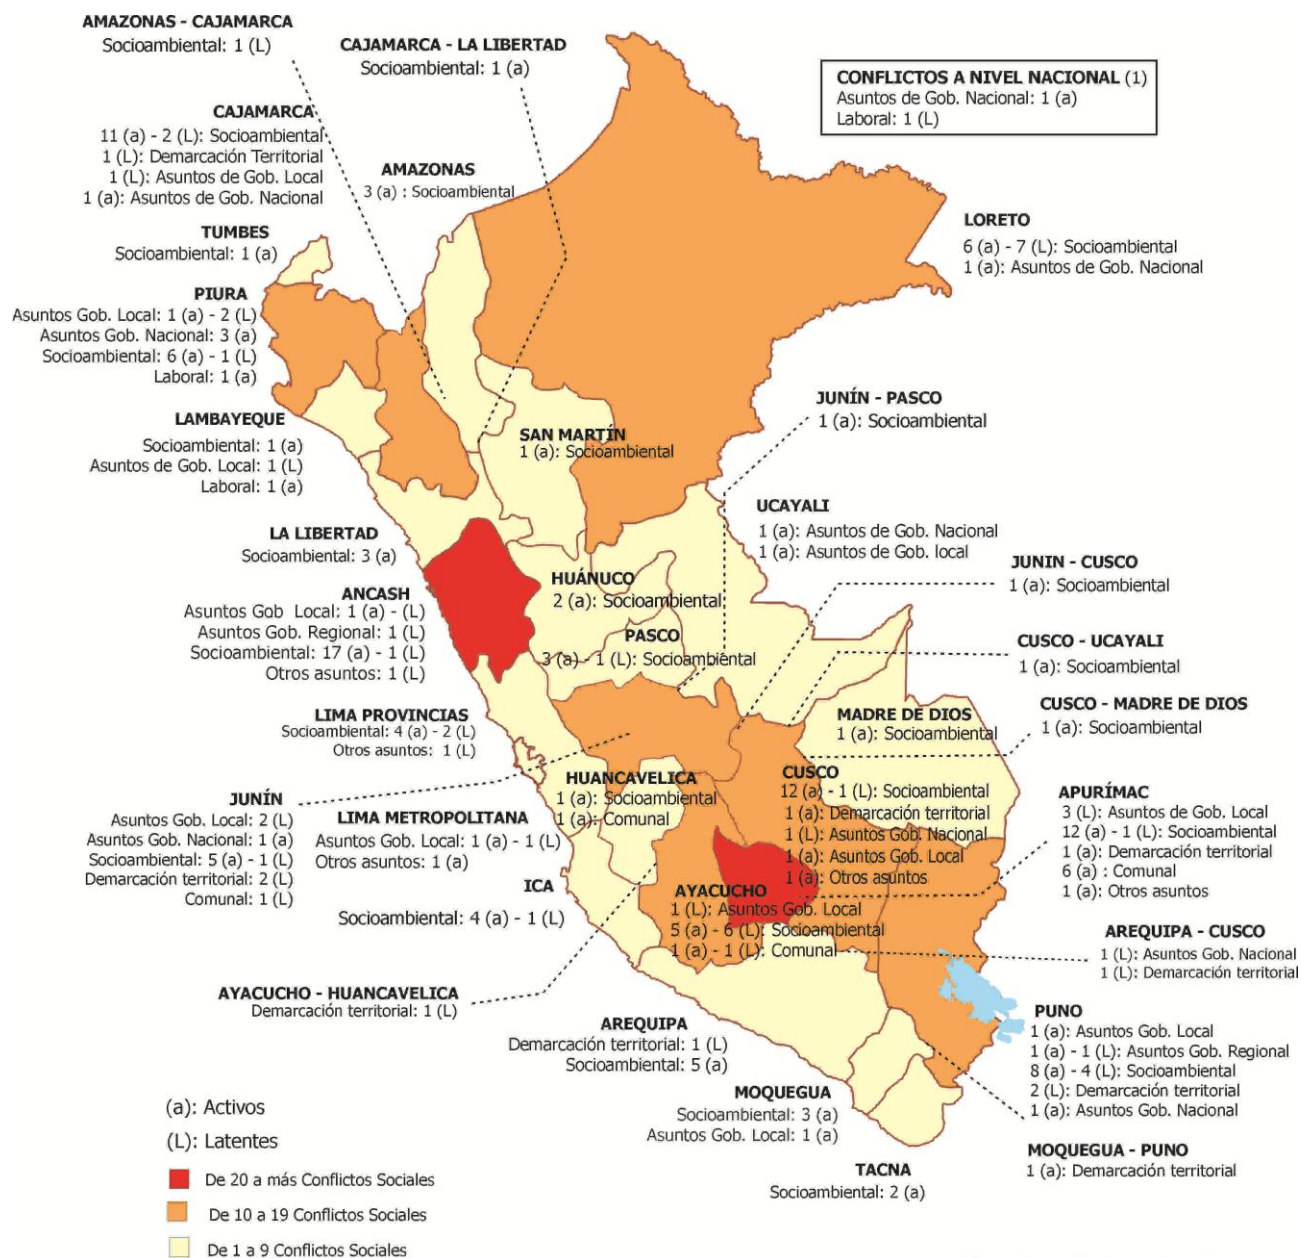 AMAZONAS - CAJAMARCA
Socioambiental: 1 (L)
CAJAMARCA - LA LIBERTAD
Socioambiental: 1 (a)
CONFLICTOS A NIVEL NACIONAL (1)
Asuntos de Gob. Nacional: 1 (a)
Laboral: 1 (L)
CAJAMARCA
11 (a) - 2 (L): Socioambiental
1 (L): Demarcación Territorial
1 (L): Asuntos de Gob. Local
1 (a): Asuntos de Gob. Nacional
AMAZONAS
3 (a) : Socioambiental
LORETO
6 (a) - 7 (L): Socioambiental
1 (a): Asuntos de Gob. Nacional
TUMBES
Socioambiental: 1 (a)
PIURA
Asuntos Gob. Local: 1 (a) - 2 (L)
Asuntos Gob. Nacional: 3 (a)
Socioambiental: 6 (a) - 1 (L)
Laboral: 1 (a)
LAMBAYEQUE
Socioambiental: 1 (a)
Asuntos de Gob. Local: 1 (L)
Laboral: 1 (a)
SAN MARTÍN
1 (a): Socioambiental
JUNÍN - PASCO
1 (a): Socioambiental
UCAYALI
1 (a): Asuntos de Gob. Nacional
1 (a): Asuntos de Gob. local
LA LIBERTAD
Socioambiental: 3 (a)
JUNIN - CUSCO
1 (a): Socioambiental
HUÁNUCO
2 (a): Socioambiental
ANCASH
Asuntos Gob Local: 1 (a) - (L)
Asuntos Gob. Regional: 1 (L)
Socioambiental: 17 (a) - 1 (L)
Otros asuntos: 1 (L)
PASCO
3 (a) - 1 (L): Socioambiental
CUSCO - UCAYALI
1 (a): Socioambiental
LIMA PROVINCIAS
Socioambiental: 4 (a) - 2 (L)
Otros asuntos: 1 (L)
MADRE DE DIOS
1 (a): Socioambiental
CUSCO - MADRE DE DIOS
1 (a): Socioambiental
JUNÍN
Asuntos Gob. Local: 2 (L)
Asuntos Gob. Nacional: 1 (a)
Socioambiental: 5 (a) - 1 (L)
Demarcación territorial: 2 (L)
Comunal: 1 (L)
LIMA METROPOLITANA
Asuntos Gob. Local: 1 (a) - 1 (L)
Otros asuntos: 1 (a)
HUANCAVELICA
1 (a): Socioambiental
1 (a): Comunal
CUSCO
12 (a) - 1 (L): Socioambiental
1 (a): Demarcación territorial
1 (L): Asuntos Gob. Nacional
1 (a): Asuntos Gob. Local
1 (a): Otros asuntos
APURÍMAC
3 (L): Asuntos de Gob. Local
12 (a) - 1 (L): Socioambiental
1 (a): Demarcación territorial
6 (a) : Comunal
1 (a): Otros asuntos
ICA
Socioambiental: 4 (a) - 1 (L)
AYACUCHO
1 (L): Asuntos Gob. Local
5 (a) - 6 (L): Socioambiental
1 (a) - 1 (L): Comunal
AREQUIPA - CUSCO
1 (L): Asuntos Gob. Nacional
1 (L): Demarcación territorial
AYACUCHO - HUANCAVELICA
Demarcación territorial: 1 (L)
AREQUIPA
Demarcación territorial: 1 (L)
Socioambiental: 5 (a)
PUNO
1 (a): Asuntos Gob. Local
1 (a) - 1 (L): Asuntos Gob. Regional
8 (a) - 4 (L): Socioambiental
2 (L): Demarcación territorial
1 (a): Asuntos Gob. Nacional
MOQUEGUA
Socioambiental: 3 (a)
Asuntos Gob. Local: 1 (a)
MOQUEGUA - PUNO
1 (a): Demarcación territorial
TACNA
Socioambiental: 2 (a)
(a): Activos
(L): Latentes
De 20 a más Conflictos Sociales
De 10 a 19 Conflictos Sociales
De 1 a 9 Conflictos Sociales